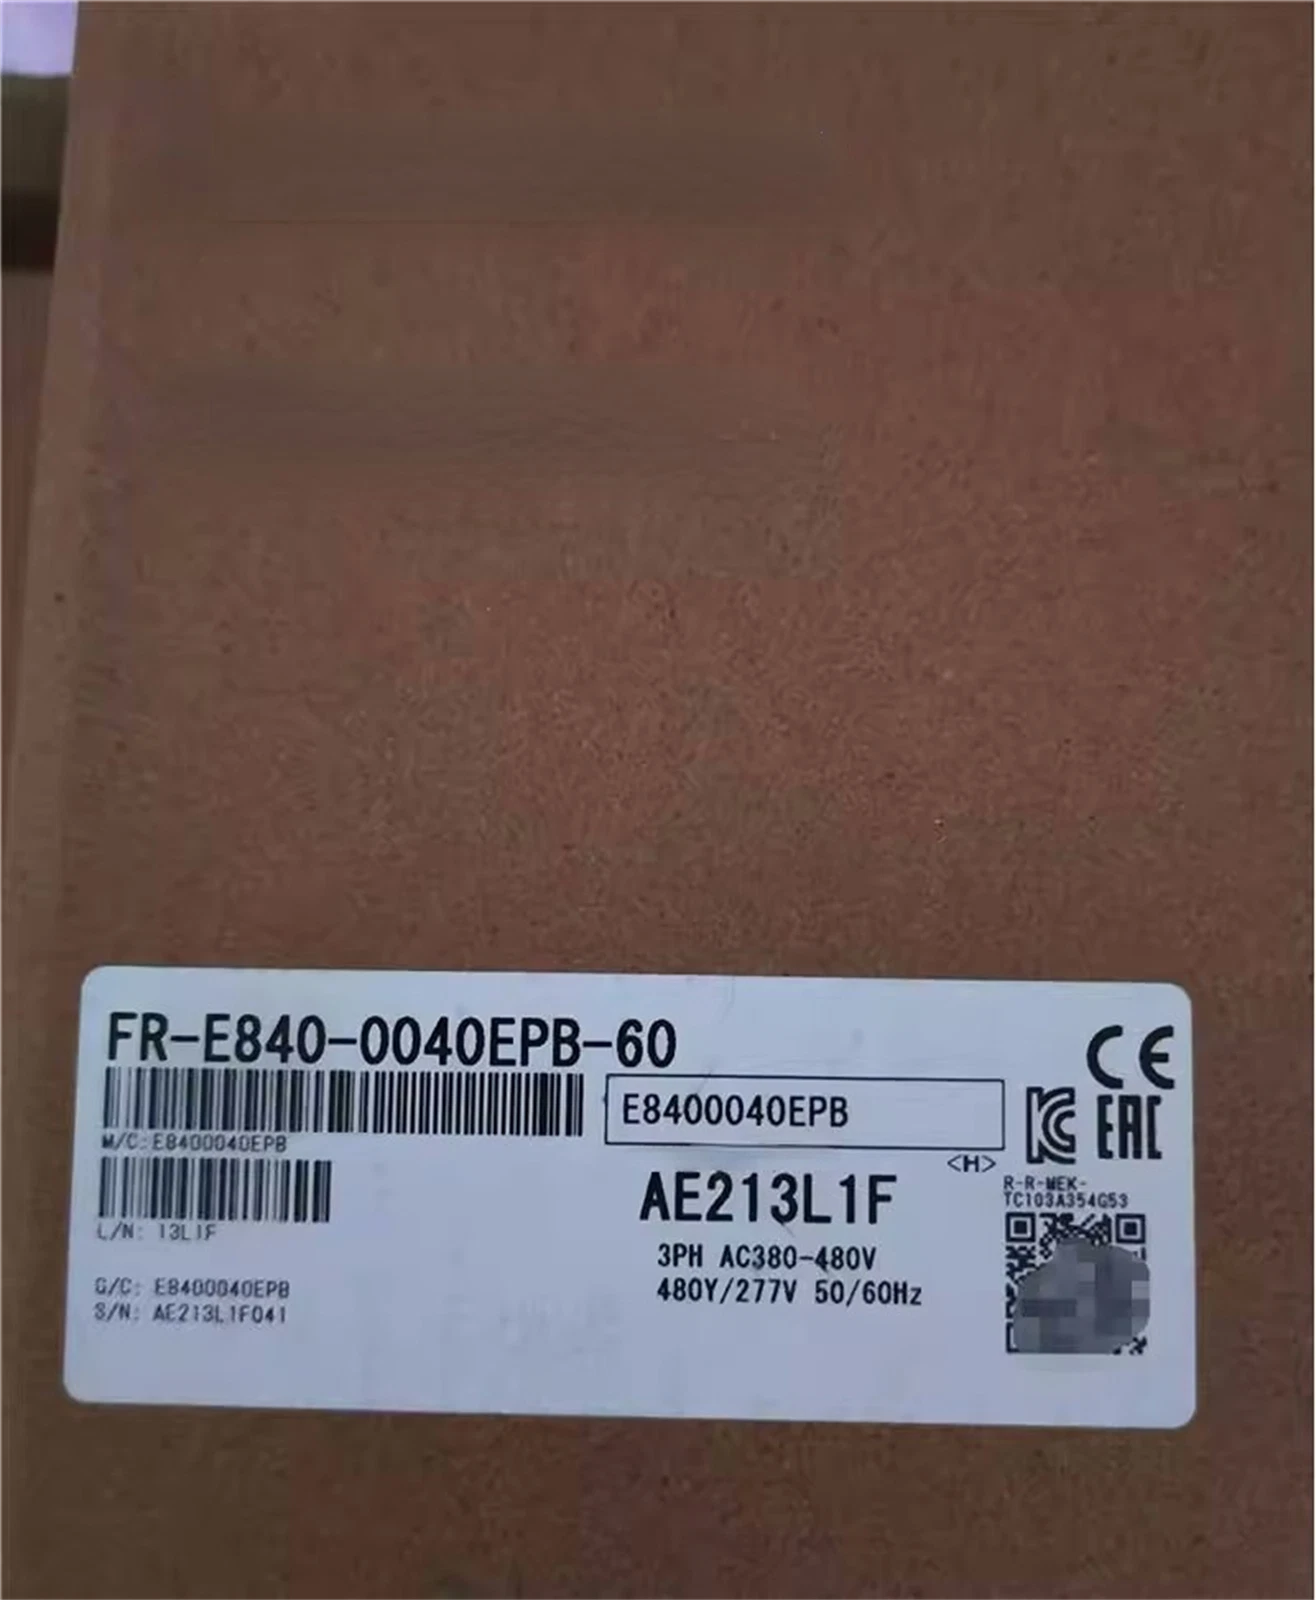 FR-E840-0040EPB-60
E8400040EPB
M/C:E8400040EPB
<H>
AE213L1F
R-R-MEK-
TC103A354G53
L/N: 13L1F
3PH AC380-480V
480Y/277V 50/60Hz
G/C: E8400040EPB
S/N: AE213L1F041
CE
EAC